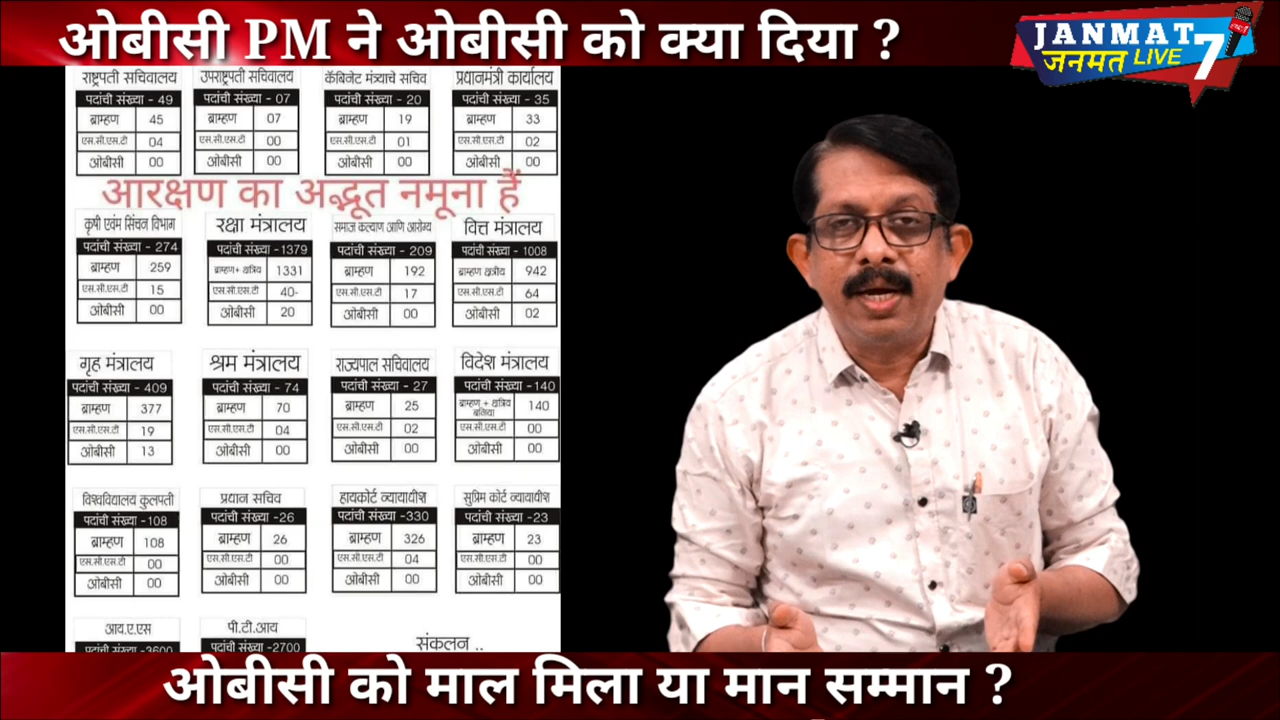 ओबीसी PM ने ओबीसी को क्या दिया ?
JANMAT
जनमत LIVE 7
राष्ट्रपती सचिवालय
पदांची संख्या - 49
ब्राम्हण 45
एस.सी.एस.टी 04
ओबीसी 00
उपराष्ट्रपती सचिवालय
पदांची संख्या - 07
ब्राम्हण 07
एस.सी.एस.टी 00
ओबीसी 00
कॅबिनेट मंत्र्याचे सचिव
पदांची संख्या - 20
ब्राम्हण 19
एस.सी.एस.टी 01
ओबीसी 00
प्रधानमंत्री कार्यालय
पदांची संख्या - 35
ब्राम्हण 33
एस.सी.एस.टी 02
ओबीसी 00
आरक्षण का अद्भूत नमूना हैं
कृषी एवंम सिंचन विभाग
पदांची संख्या - 274
ब्राम्हण 259
एस.सी.एस.टी 15
ओबीसी 00
रक्षा मंत्रालय
पदांची संख्या -1379
ब्राम्हण+ क्षत्रिय 1331
एस.सी.एस.टी 40-
ओबीसी 20
समाज कल्याण आणि आरोग्य
पदांची संख्या - 209
ब्राम्हण 192
एस.सी.एस.टी 17
ओबीसी 00
वित्त मंत्रालय
पदांची संख्या - 1008
ब्राम्हण क्षत्रीय 942
एस.सी.एस.टी 64
ओबीसी 02
गृह मंत्रालय
पदांची संख्या - 409
ब्राम्हण 377
एस.सी.एस.टी 19
ओबीसी 13
श्रम मंत्रालय
पदांची संख्या - 74
ब्राम्हण 70
एस.सी.एस.टी 04
ओबीसी 00
राज्यपाल सचिवालय
पदांची संख्या - 27
ब्राम्हण 25
एस.सी.एस.टी 02
ओबीसी 00
विदेश मंत्रालय
पदांची संख्या -140
ब्राम्हण + क्षत्रिय बनिया 140
एस.सी.एस.टी 00
ओबीसी 00
विश्वविद्यालय कुलपती
पदांची संख्या -108
ब्राम्हण 108
एस.सी.एस.टी 00
ओबीसी 00
प्रधान सचिव
पदांची संख्या -26
ब्राम्हण 26
एस.सी.एस.टी 00
ओबीसी 00
हायकोर्ट न्यायाधीश
पदांची संख्या -330
ब्राम्हण 326
एस.सी.एस.टी 04
ओबीसी 00
सुप्रिम कोर्ट न्यायाधीश
पदांची संख्या -23
ब्राम्हण 23
एस.सी.एस.टी 00
ओबीसी 00
आय.ए.एस
पदांची संख्या -3600
पी.टी.आय
पदांची संख्या -2700
संकलन ..
ओबीसी को माल मिला या मान सम्मान ?